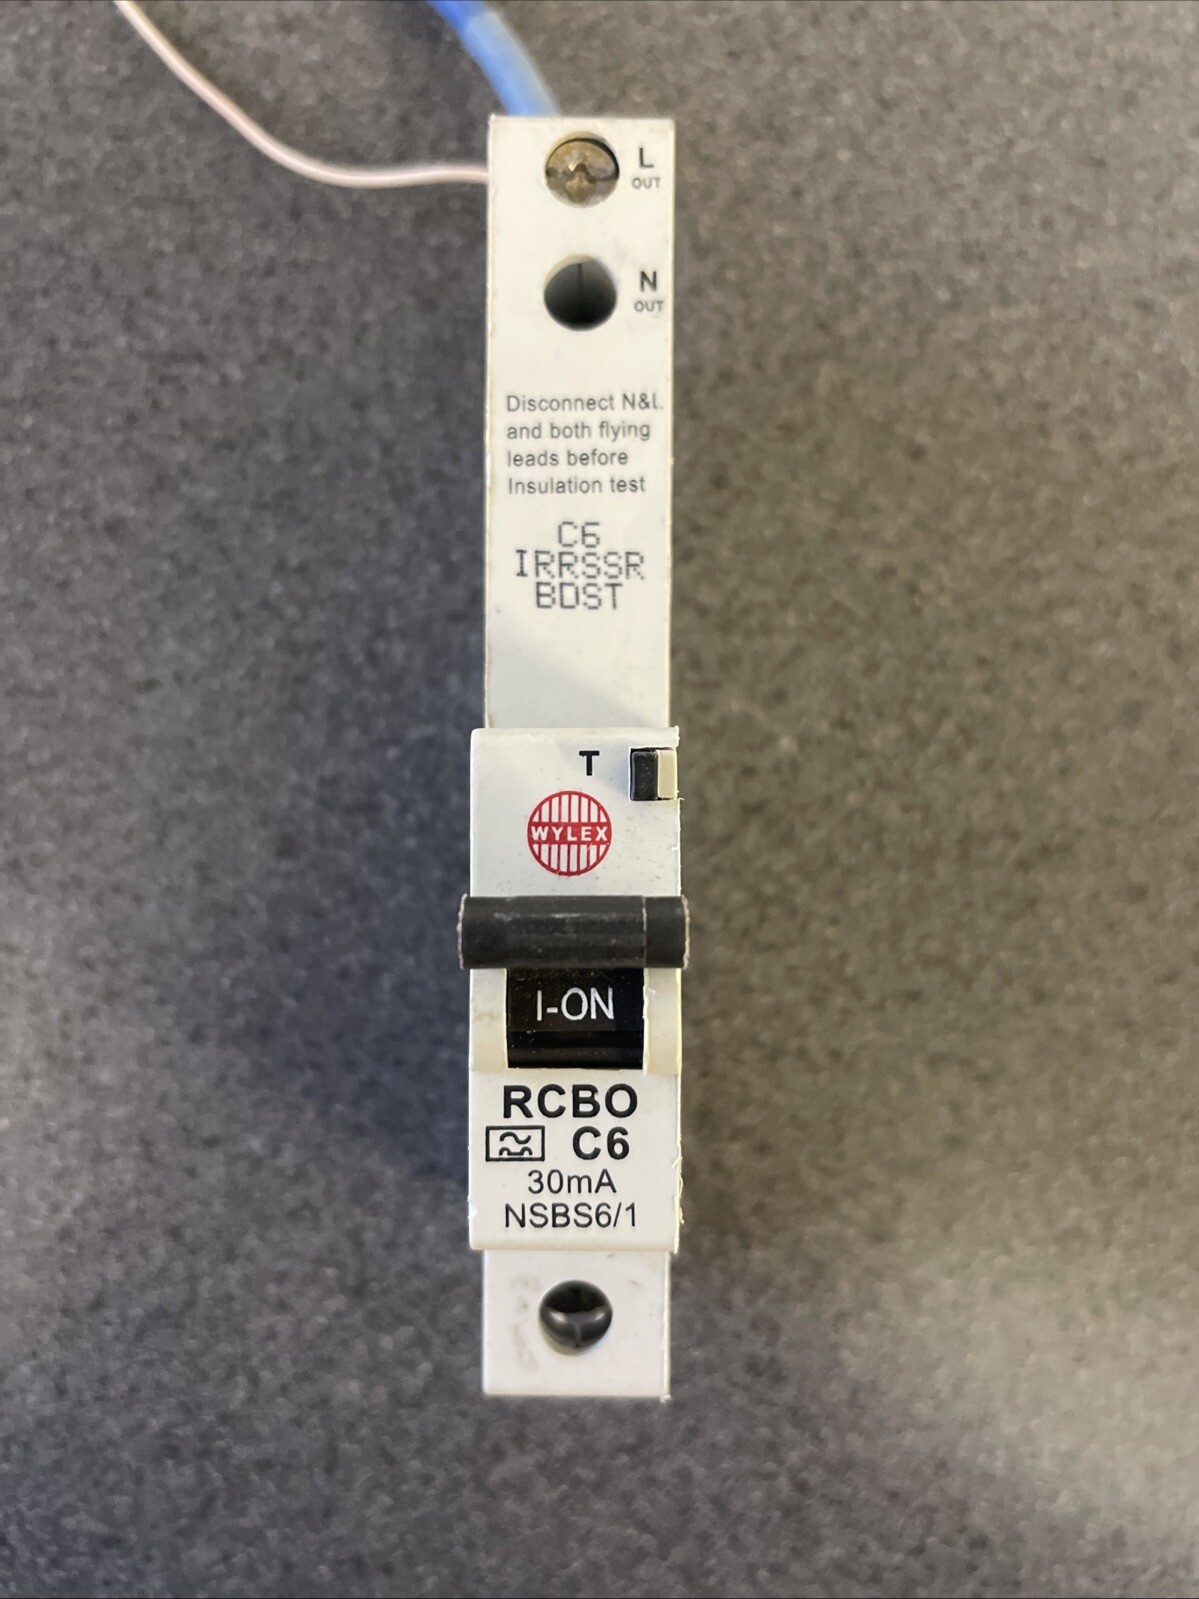 L
OUT
N
OUT
Disconnect N&L
and both flying
leads before
Insulation test
C6
IRRSSR
BDST
T
WYLEX
I-ON
RCBO
C6
30mA
NSBS6/1